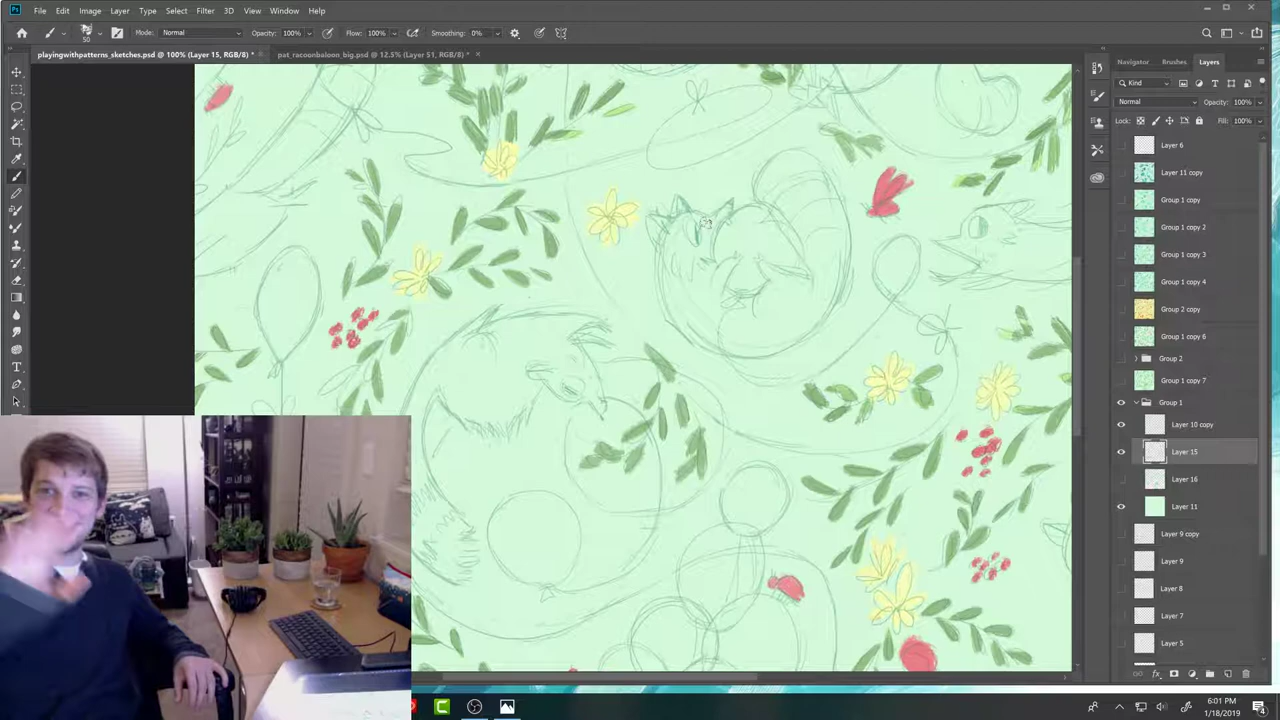 Ps File Edit Image Layer Type Select Filter 3D View Window Help
50 Mode: Normal Opacity: 100% Flow: 100% Smoothing: 0%
playingwithpatterns_sketches.psd @ 100% (Layer 15, RGB/8) * × pat_racoonbaloon_big.psd @ 12.5% (Layer 51, RGB/8) * ×
Navigator Brushes Layers
Kind
Normal Opacity: 100%
Lock: Fill: 100%
Layer 6
Layer 11 copy
Group 1 copy
Group 1 copy 2
Group 1 copy 3
Group 1 copy 4
Group 2 copy
Group 1 copy 6
Group 2
Group 1 copy 7
Group 1
Layer 10 copy
Layer 15
Layer 16
Layer 11
Layer 9 copy
Layer 9
Layer 8
Layer 7
Layer 5
fx
6:01 PM
1/18/2019
4